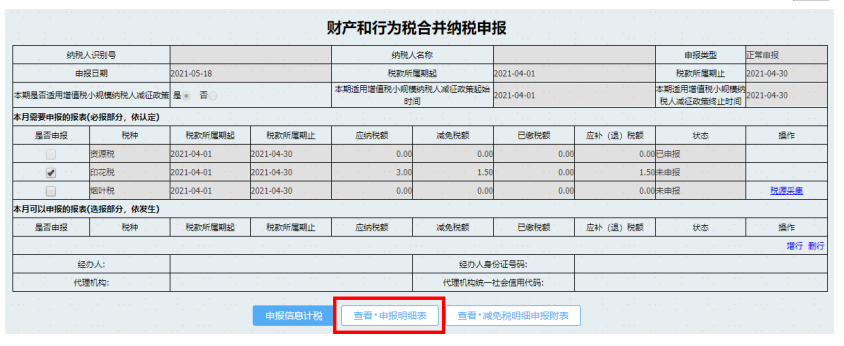 财产和行为税合并纳税申报
纳税人识别号 纳税人名称 申报类型 正常申报
申报日期 2021-05-18 税款所属期起 2021-04-01 税款所属期止 2021-04-30
本期是否适用增值税小规模纳税人减征政策 是 否 本期适用增值税小规模纳税人减征政策起始时间 2021-04-01 本期适用增值税小规模纳税人减征政策终止时间 2021-04-30
本月需要申报的报表(必报部分，依认定)
是否申报 税种 税款所属期起 税款所属期止 应纳税额 减免税额 已缴税额 应补（退）税额 状态 操作
资源税 2021-04-01 2021-04-30 0.00 0.00 0.00 0.00 已申报
印花税 2021-04-01 2021-04-30 3.00 1.50 0.00 1.50 未申报
烟叶税 2021-04-01 2021-04-30 0.00 0.00 0.00 0.00 未申报 税源采集
本月可以申报的报表(选报部分，依发生)
是否申报 税种 税款所属期起 税款所属期止 应纳税额 减免税额 已缴税额 应补（退）税额 状态 操作
增行 删行
经办人: 经办人身份证号码:
代理机构: 代理机构统一社会信用代码:
申报信息计税 查看·申报明细表 查看·减免税明细申报附表